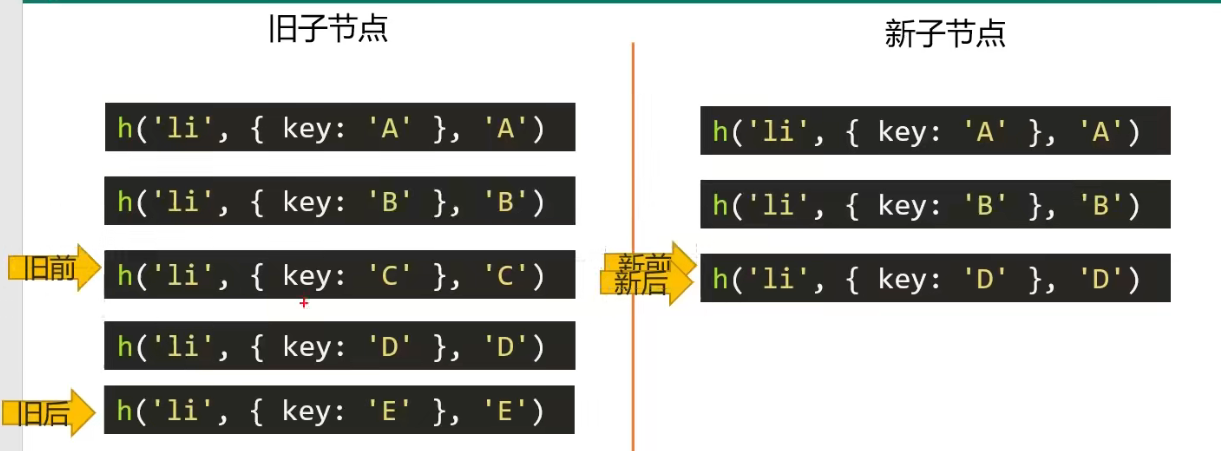 旧子节点
新子节点
h('li', { key: 'A' }, 'A')
h('li', { key: 'B' }, 'B')
旧前
h('li', { key: 'C' }, 'C')
h('li', { key: 'D' }, 'D')
旧后
h('li', { key: 'E' }, 'E')
h('li', { key: 'A' }, 'A')
h('li', { key: 'B' }, 'B')
新前
新后
h('li', { key: 'D' }, 'D')